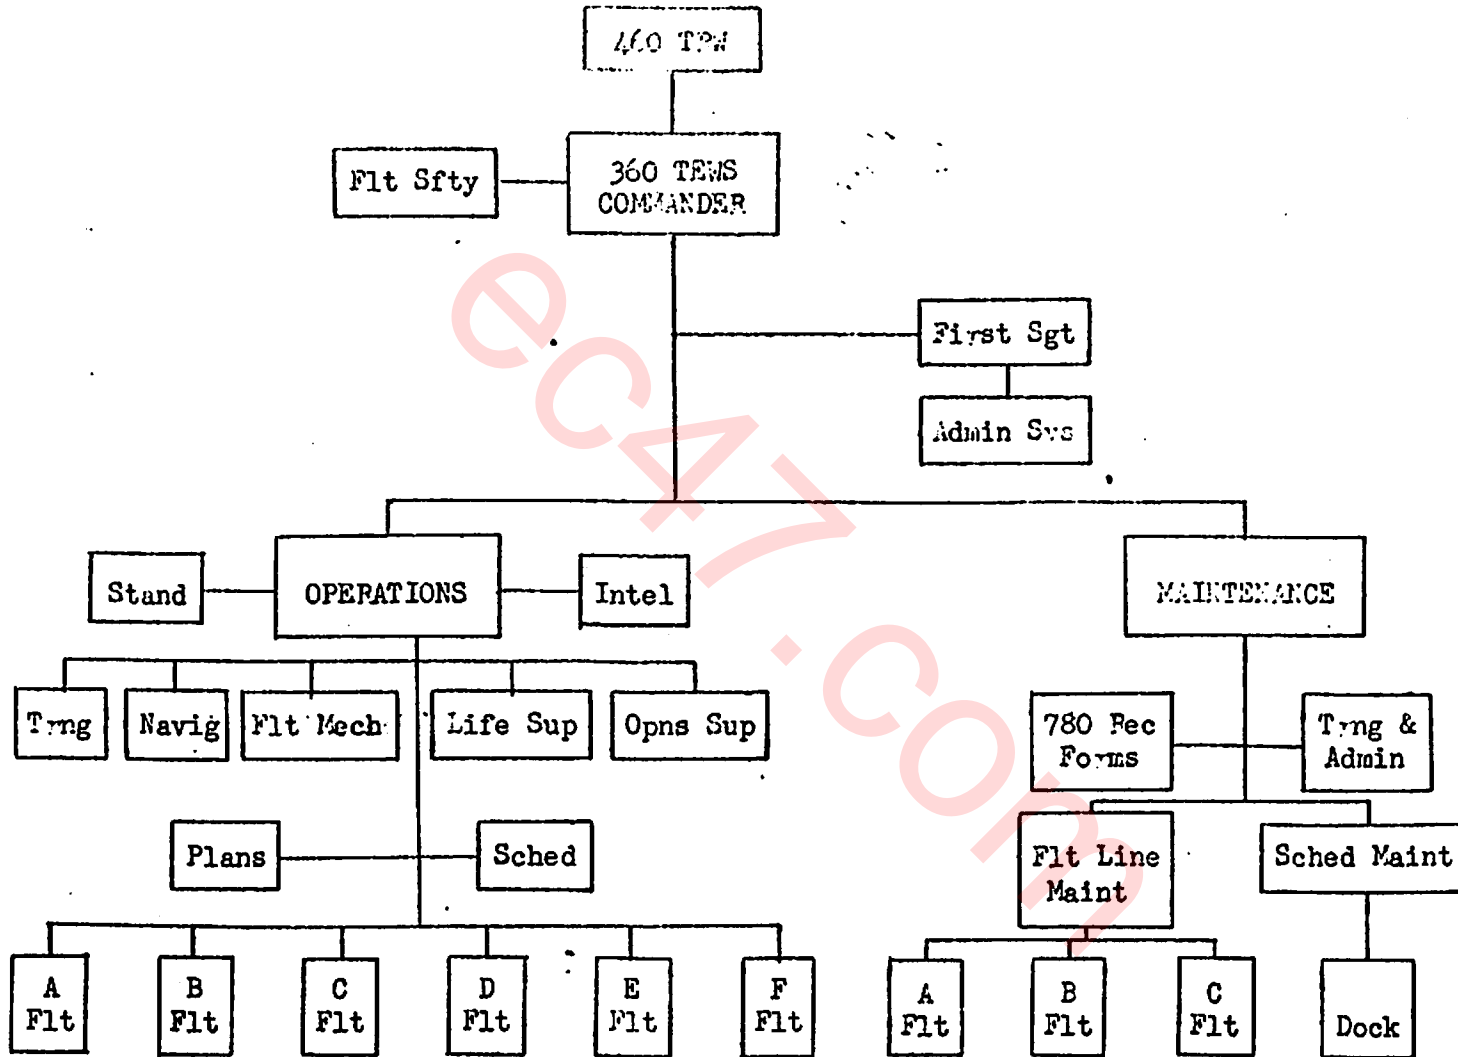 460 TRW
Flt Sfty
360 TEWS
COMMANDER
First Sgt
Admin Svs
Stand
OPERATIONS
Intel
MAINTENANCE
Trng
Navig
Flt Mech
Life Sup
Opns Sup
780 Rec
Forms
Trng &
Admin
Plans
Sched
Flt Line
Maint
Sched Maint
A
Flt
B
Flt
C
Flt
D
Flt
E
Flt
F
Flt
A
Flt
B
Flt
C
Flt
Dock
ec47.com